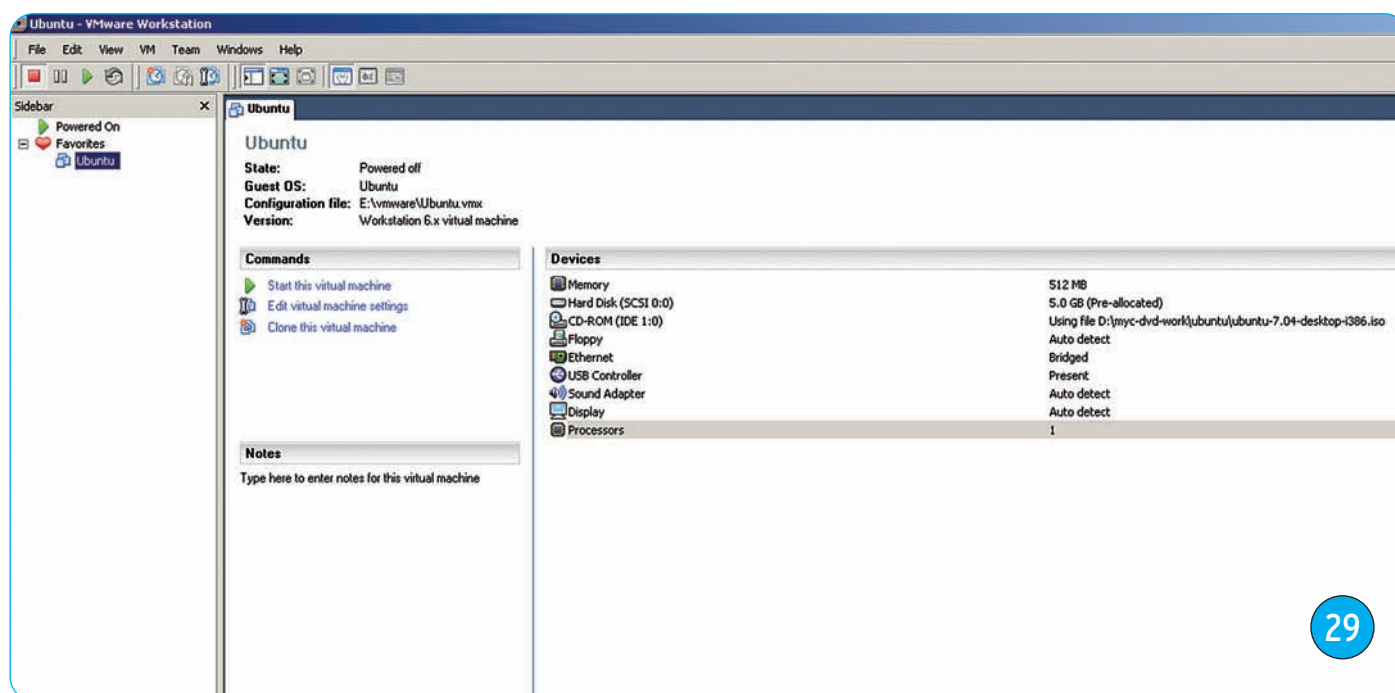 Ubuntu - VMware Workstation
File Edit View VM Team Windows Help
Sidebar
Powered On
Favorites
Ubuntu
Ubuntu
Ubuntu
State: Powered off
Guest OS: Ubuntu
Configuration file: E:\vmware\Ubuntu.vmx
Version: Workstation 6.x virtual machine
Commands
Start this virtual machine
Edit virtual machine settings
Clone this virtual machine
Notes
Type here to enter notes for this virtual machine
Devices
Memory 512 MB
Hard Disk (SCSI 0:0) 5.0 GB (Pre-allocated)
CD-ROM (IDE 1:0) Using file D:\myc-dvd-work\ubuntu\ubuntu-7.04-desktop-i386.iso
Floppy Auto detect
Ethernet Bridged
USB Controller Present
Sound Adapter Auto detect
Display Auto detect
Processors 1
29